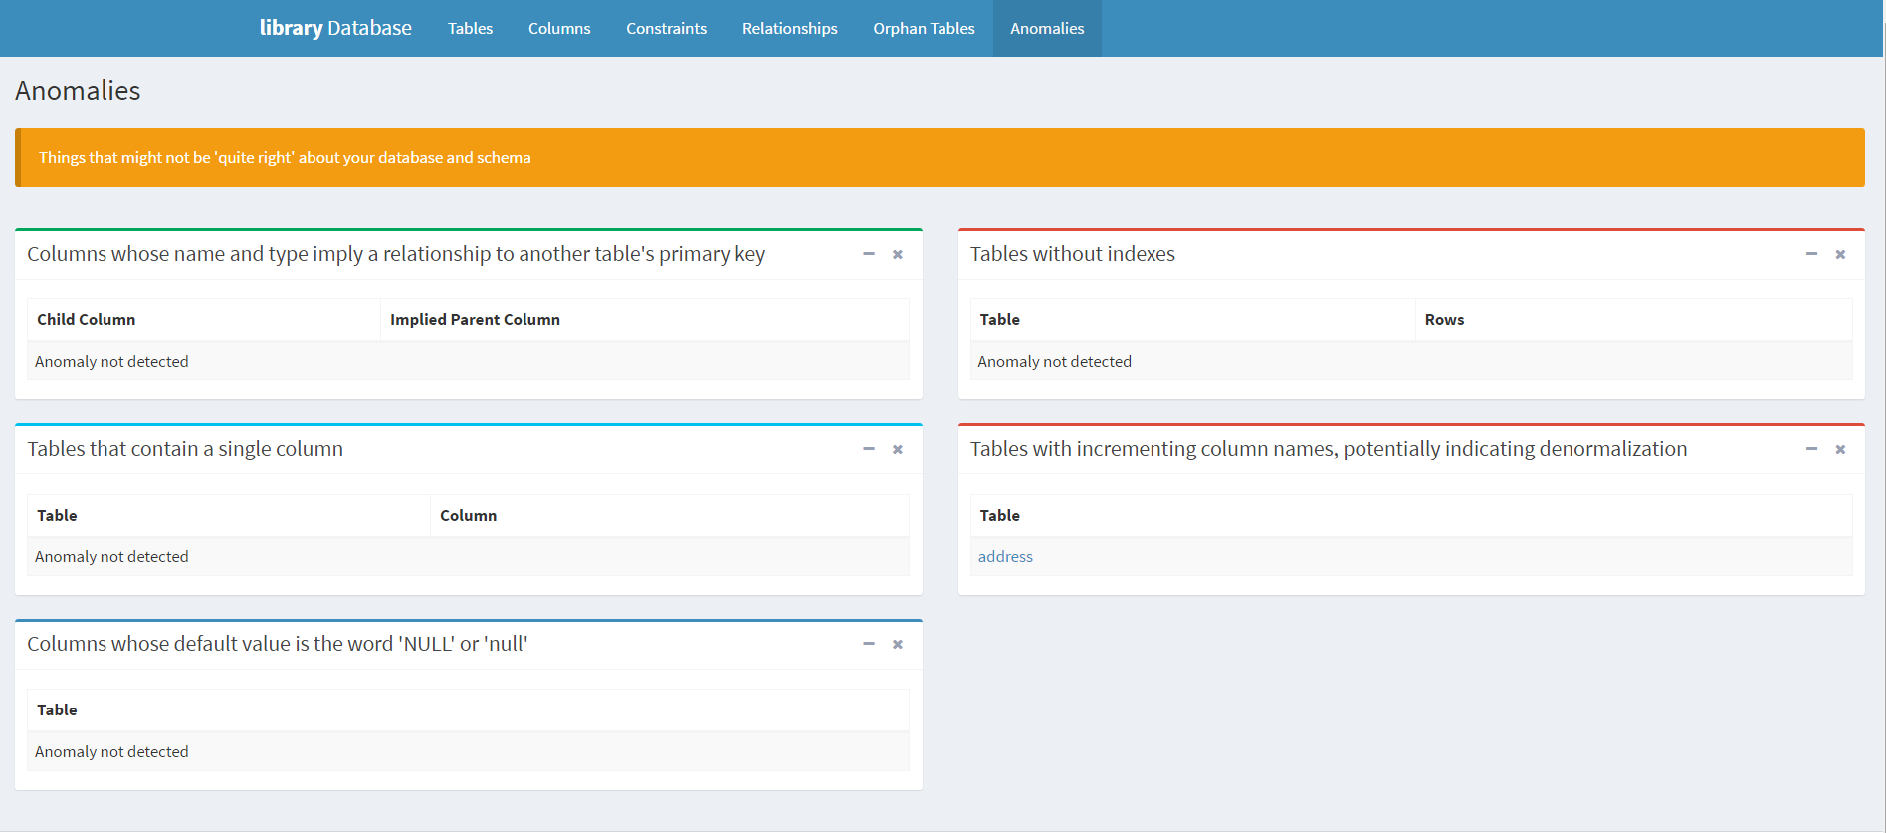 library Database Tables Columns Constraints Relationships Orphan Tables Anomalies
Anomalies
Things that might not be 'quite right' about your database and schema
Columns whose name and type imply a relationship to another table's primary key
Child Column Implied Parent Column
Anomaly not detected
Tables without indexes
Table Rows
Anomaly not detected
Tables that contain a single column
Table Column
Anomaly not detected
Tables with incrementing column names, potentially indicating denormalization
Table
address
Columns whose default value is the word 'NULL' or 'null'
Table
Anomaly not detected